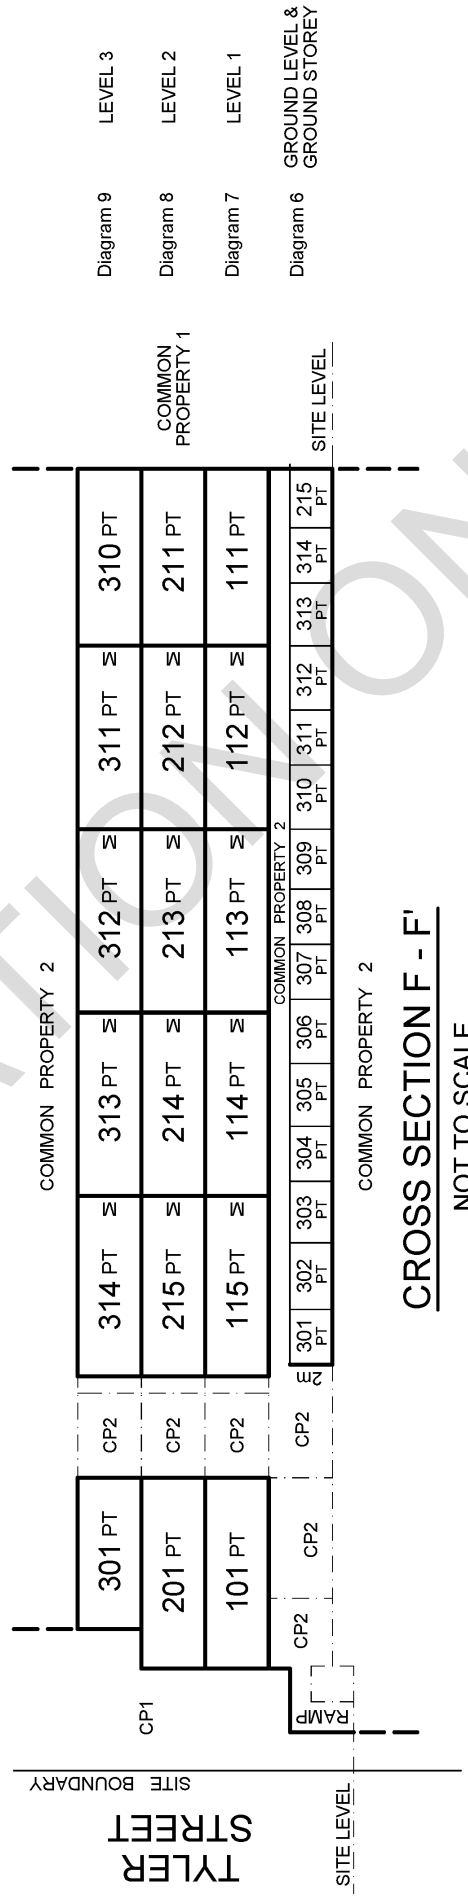 COMMON PROPERTY 2
LEVEL 3
Diagram 9
LEVEL 2
Diagram 8
LEVEL 1
Diagram 7
GROUND LEVEL &
GROUND STOREY
Diagram 6
COMMON
PROPERTY 1
301 PT
CP2
314 PT M
313 PT M
312 PT M
311 PT M
310 PT
201 PT
CP2
215 PT M
214 PT M
213 PT M
212 PT M
211 PT
101 PT
CP2
115 PT M
114 PT M
113 PT M
112 PT M
111 PT
COMMON PROPERTY 2
CP1
RAMP
CP2
CP2
CP2
2m
301 PT
302 PT
303 PT
304 PT
305 PT
306 PT
307 PT
308 PT
309 PT
310 PT
311 PT
312 PT
313 PT
314 PT
215 PT
SITE LEVEL
COMMON PROPERTY 2
SITE BOUNDARY
TYLER
STREET
SITE LEVEL
CROSS SECTION F - F'
NOT TO SCALE